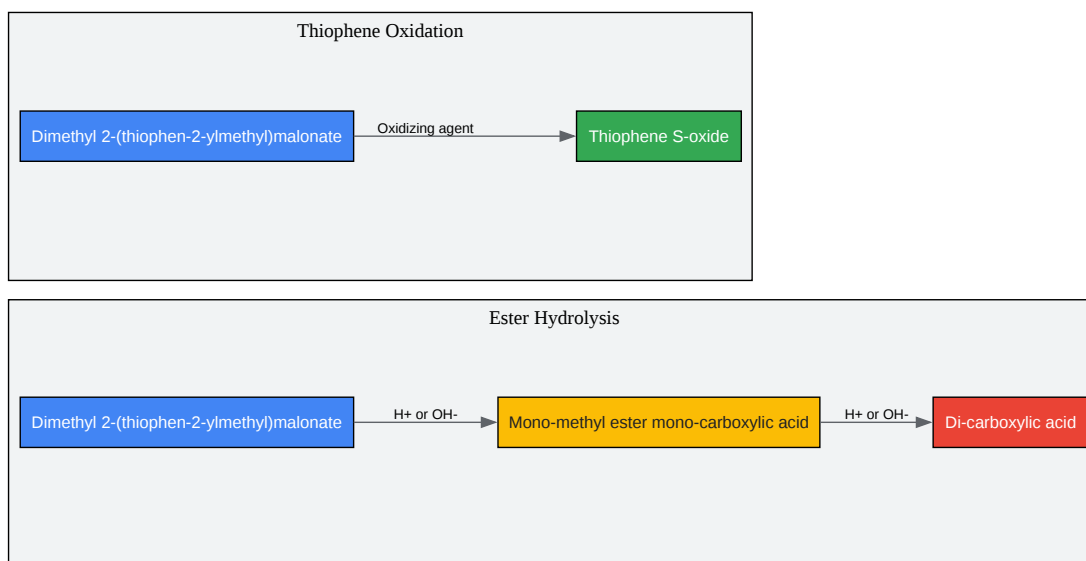 Thiophene Oxidation
Dimethyl 2-(thiophen-2-ylmethyl)malonate
Oxidizing agent
Thiophene S-oxide
Ester Hydrolysis
Dimethyl 2-(thiophen-2-ylmethyl)malonate
H+ or OH-
Mono-methyl ester mono-carboxylic acid
H+ or OH-
Di-carboxylic acid